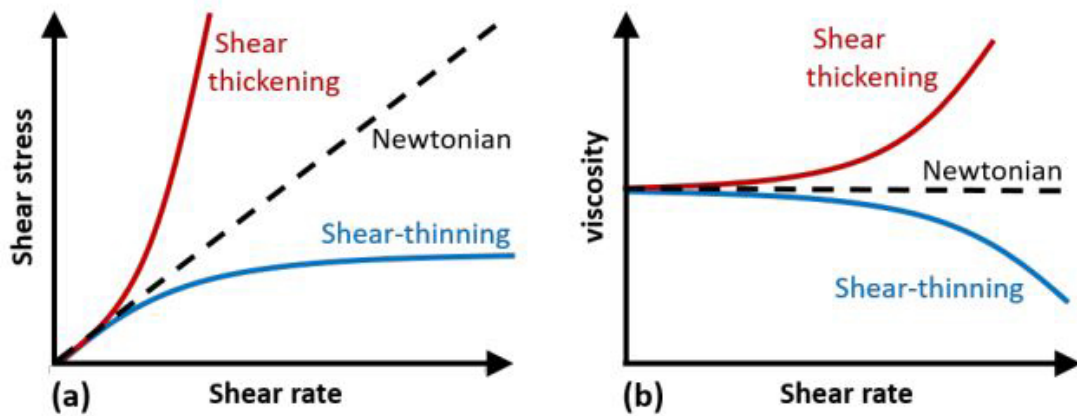 Shear stress
Shear
thickening
Newtonian
Shear-thinning
(a)
Shear rate
viscosity
Shear
thickening
Newtonian
Shear-thinning
(b)
Shear rate